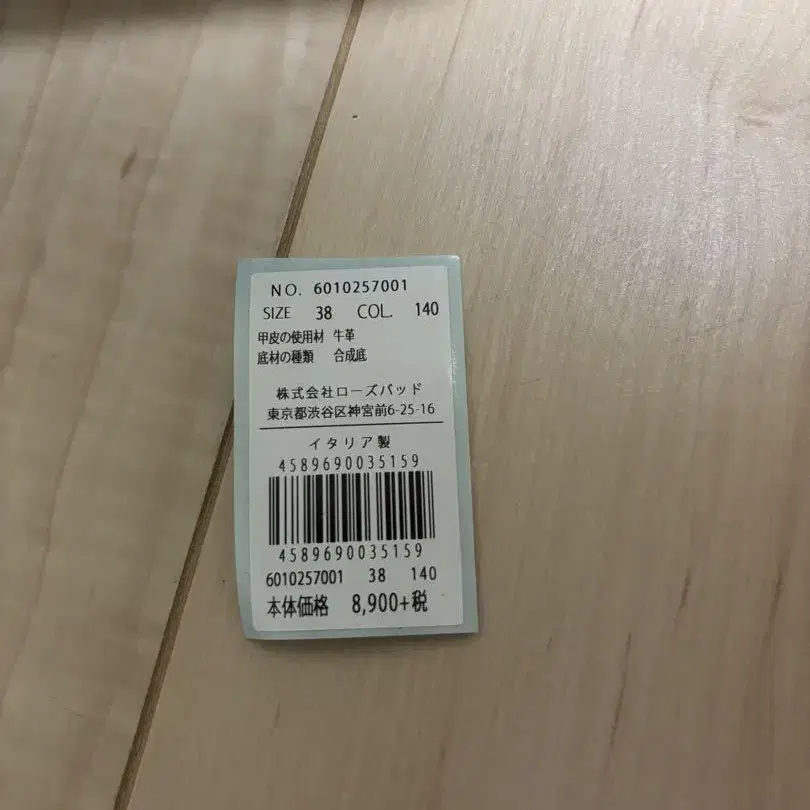 NO. 6010257001
SIZE 38 COL. 140
甲皮の使用材 牛革
底材の種類 合成底
株式会社ローズバッド
東京都渋谷区神宮前6-25-16
イタリア製
4589690035159
4589690035159
6010257001 38 140
本体価格 8,900+税